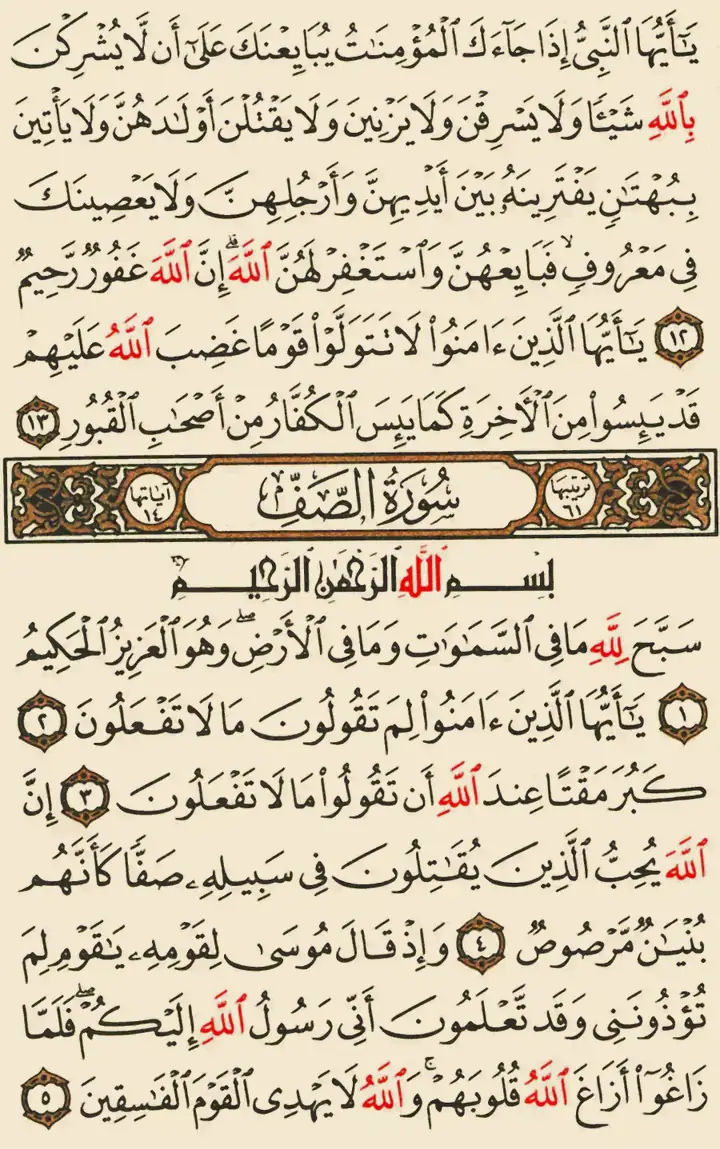 يَـٰٓأَيُّهَا ٱلنَّبِىُّ إِذَا جَآءَكَ ٱلْمُؤْمِنَـٰتُ يُبَايِعْنَكَ عَلَىٰٓ أَن لَّا يُشْرِكْنَ
بِٱللَّهِ شَيْـًٔا وَلَا يَسْرِقْنَ وَلَا يَزْنِينَ وَلَا يَقْتُلْنَ أَوْلَـٰدَهُنَّ وَلَا يَأْتِينَ
بِبُهْتَـٰنٍ يَفْتَرِينَهُۥ بَيْنَ أَيْدِيهِنَّ وَأَرْجُلِهِنَّ وَلَا يَعْصِينَكَ
فِى مَعْرُوفٍ ۙ فَبَايِعْهُنَّ وَٱسْتَغْفِرْ لَهُنَّ ٱللَّهَ ۖ إِنَّ ٱللَّهَ غَفُورٌ رَّحِيمٌ
١٢ يَـٰٓأَيُّهَا ٱلَّذِينَ ءَامَنُوا۟ لَا تَتَوَلَّوْا۟ قَوْمًا غَضِبَ ٱللَّهُ عَلَيْهِمْ
قَدْ يَئِسُوا۟ مِنَ ٱلْـَٔاخِرَةِ كَمَا يَئِسَ ٱلْكُفَّارُ مِنْ أَصْحَـٰبِ ٱلْقُبُورِ ١٣
ترتيبها ٦١ سُورَةُ الصَّفِّ آياتها ١٤
بِسْمِ ٱللَّهِ ٱلرَّحْمَـٰنِ ٱلرَّحِيمِ
سَبَّحَ لِلَّهِ مَا فِى ٱلسَّمَـٰوَٰتِ وَمَا فِى ٱلْأَرْضِ ۖ وَهُوَ ٱلْعَزِيزُ ٱلْحَكِيمُ
١ يَـٰٓأَيُّهَا ٱلَّذِينَ ءَامَنُوا۟ لِمَ تَقُولُونَ مَا لَا تَفْعَلُونَ ٢
كَبُرَ مَقْتًا عِندَ ٱللَّهِ أَن تَقُولُوا۟ مَا لَا تَفْعَلُونَ ٣ إِنَّ
ٱللَّهَ يُحِبُّ ٱلَّذِينَ يُقَـٰتِلُونَ فِى سَبِيلِهِۦ صَفًّا كَأَنَّهُم
بُنْيَـٰنٌ مَّرْصُوصٌ ٤ وَإِذْ قَالَ مُوسَىٰ لِقَوْمِهِۦ يَـٰقَوْمِ لِمَ
تُؤْذُونَنِى وَقَد تَّعْلَمُونَ أَنِّى رَسُولُ ٱللَّهِ إِلَيْكُمْ ۖ فَلَمَّا
زَاغُوٓا۟ أَزَاغَ ٱللَّهُ قُلُوبَهُمْ ۚ وَٱللَّهُ لَا يَهْدِى ٱلْقَوْمَ ٱلْفَـٰسِقِينَ ٥